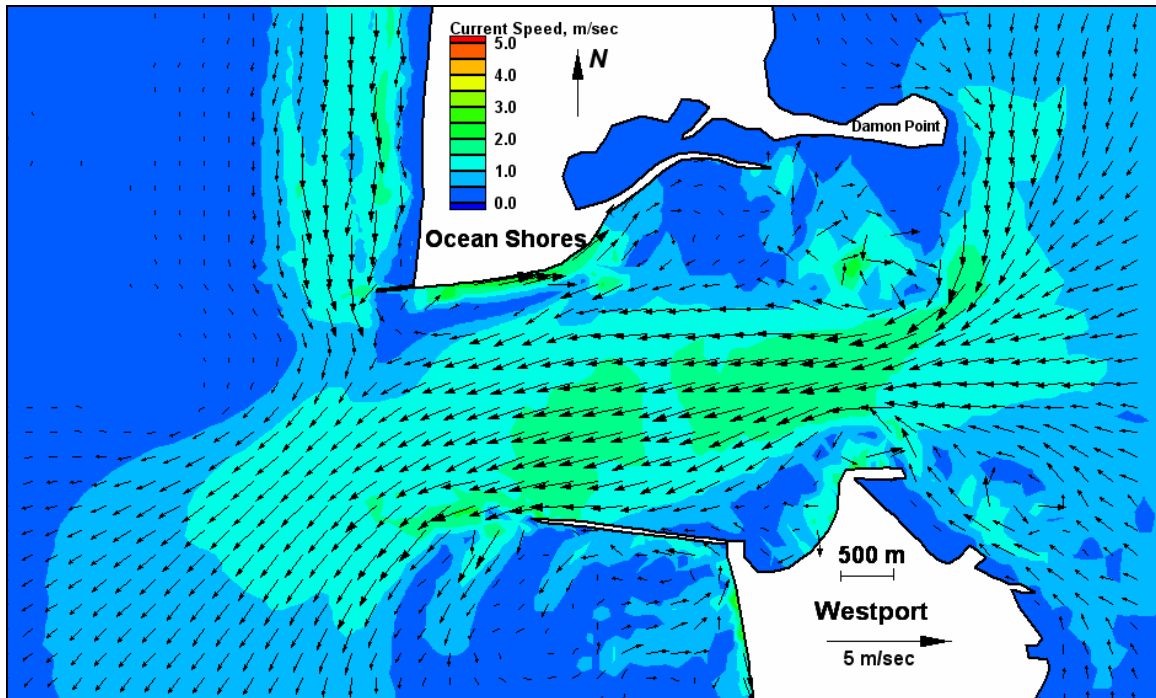 Current Speed, m/sec
5.0
4.0
3.0
2.0
1.0
0.0
N
Damon Point
Ocean Shores
500 m
Westport
5 m/sec